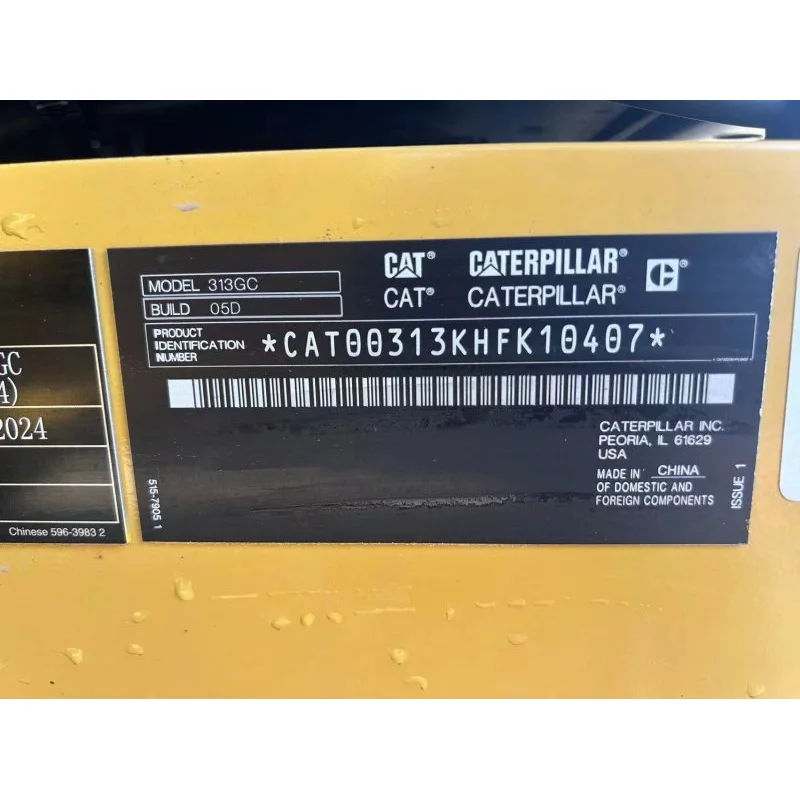 GC
4)
2024
Chinese 596-3983 2
CAT® CATERPILLAR® C®
CAT® CATERPILLAR®
MODEL 313GC
BUILD 05D
PRODUCT IDENTIFICATION NUMBER *CAT00313KHFK10407*
CATERPILLAR INC.
PEORIA, IL 61629
USA
MADE IN CHINA
OF DOMESTIC AND
FOREIGN COMPONENTS
515-7905 1
ISSUE 1